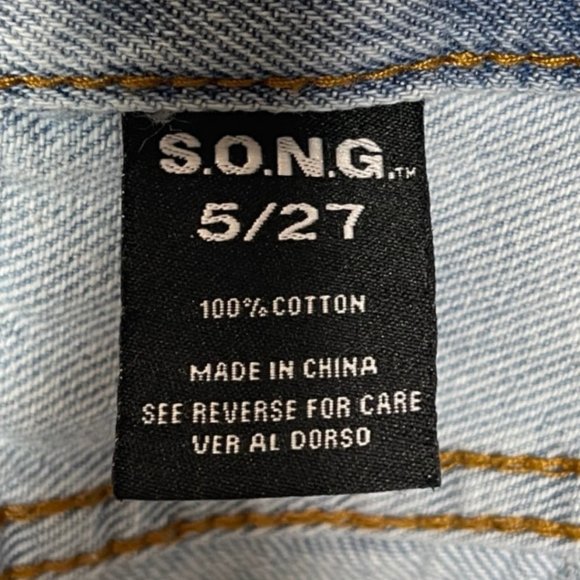 S.O.N.G.™
5/27
100% COTTON
MADE IN CHINA
SEE REVERSE FOR CARE
VER AL DORSO